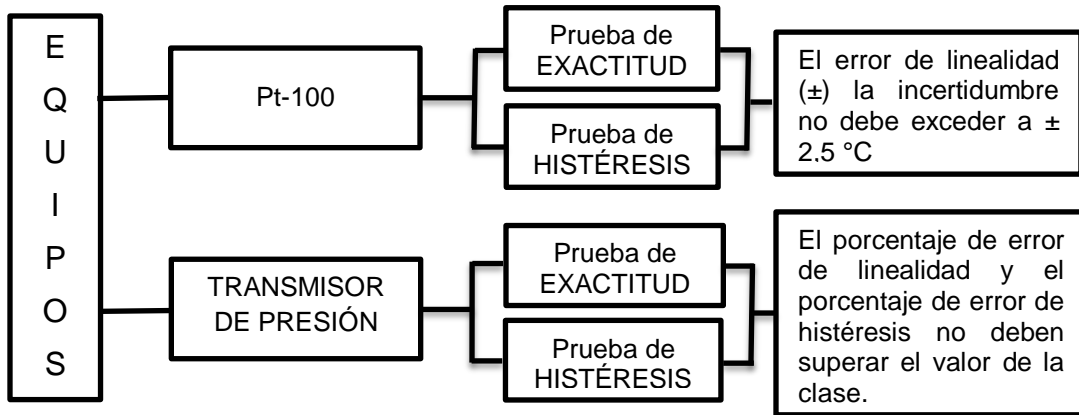 E
Q
U
I
P
O
S
Pt-100
Prueba de
EXACTITUD
Prueba de
HISTÉRESIS
El error de linealidad
(±) la incertidumbre
no debe exceder a ±
2.5 °C
TRANSMISOR
DE PRESIÓN
Prueba de
EXACTITUD
Prueba de
HISTÉRESIS
El porcentaje de error
de linealidad y el
porcentaje de error de
histéresis no deben
superar el valor de la
clase.